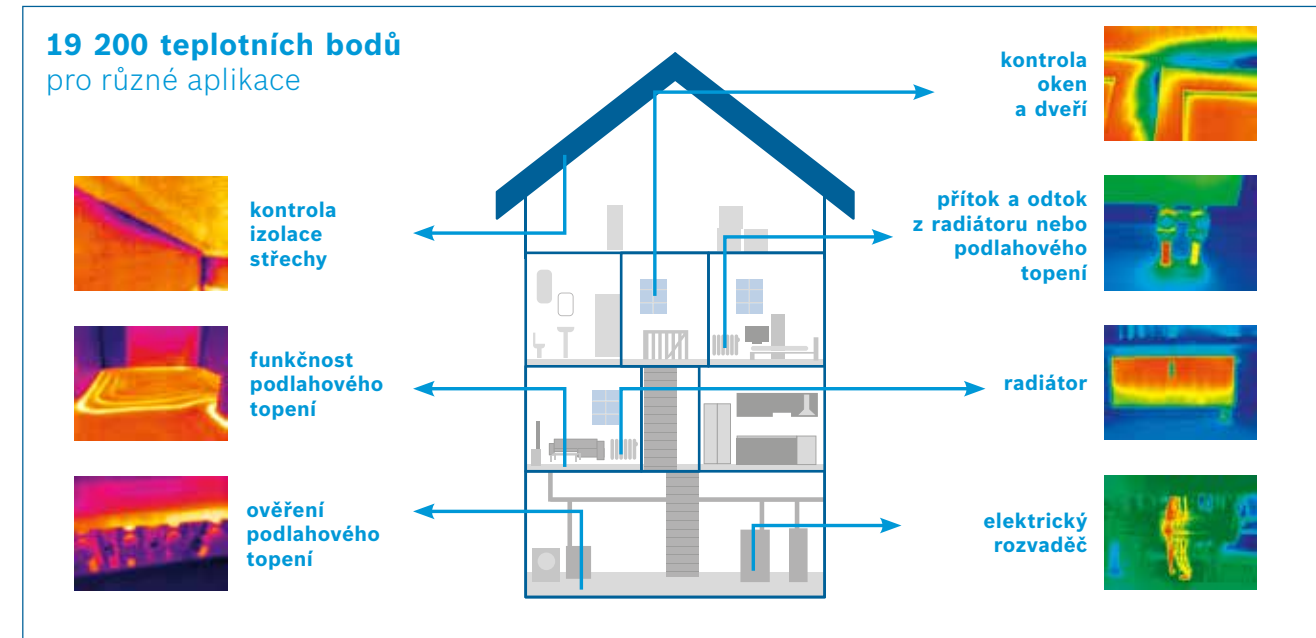 19 200 teplotních bodů
pro různé aplikace
kontrola
izolace
střechy
funkčnost
podlahového
topení
ověření
podlahového
topení
kontrola
oken
a dveří
přítok a odtok
z radiátoru nebo
podlahového
topení
radiátor
elektrický
rozvaděč